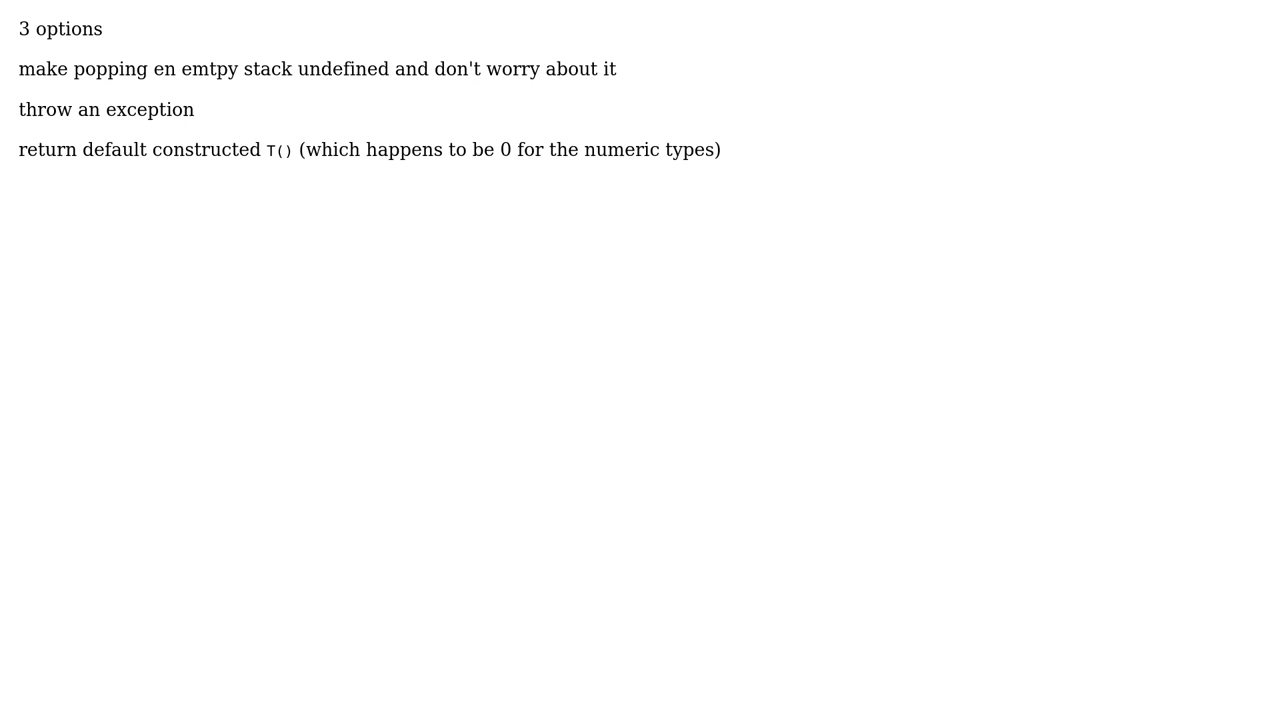 3 options
make popping en emtpy stack undefined and don't worry about it
throw an exception
return default constructed T() (which happens to be 0 for the numeric types)